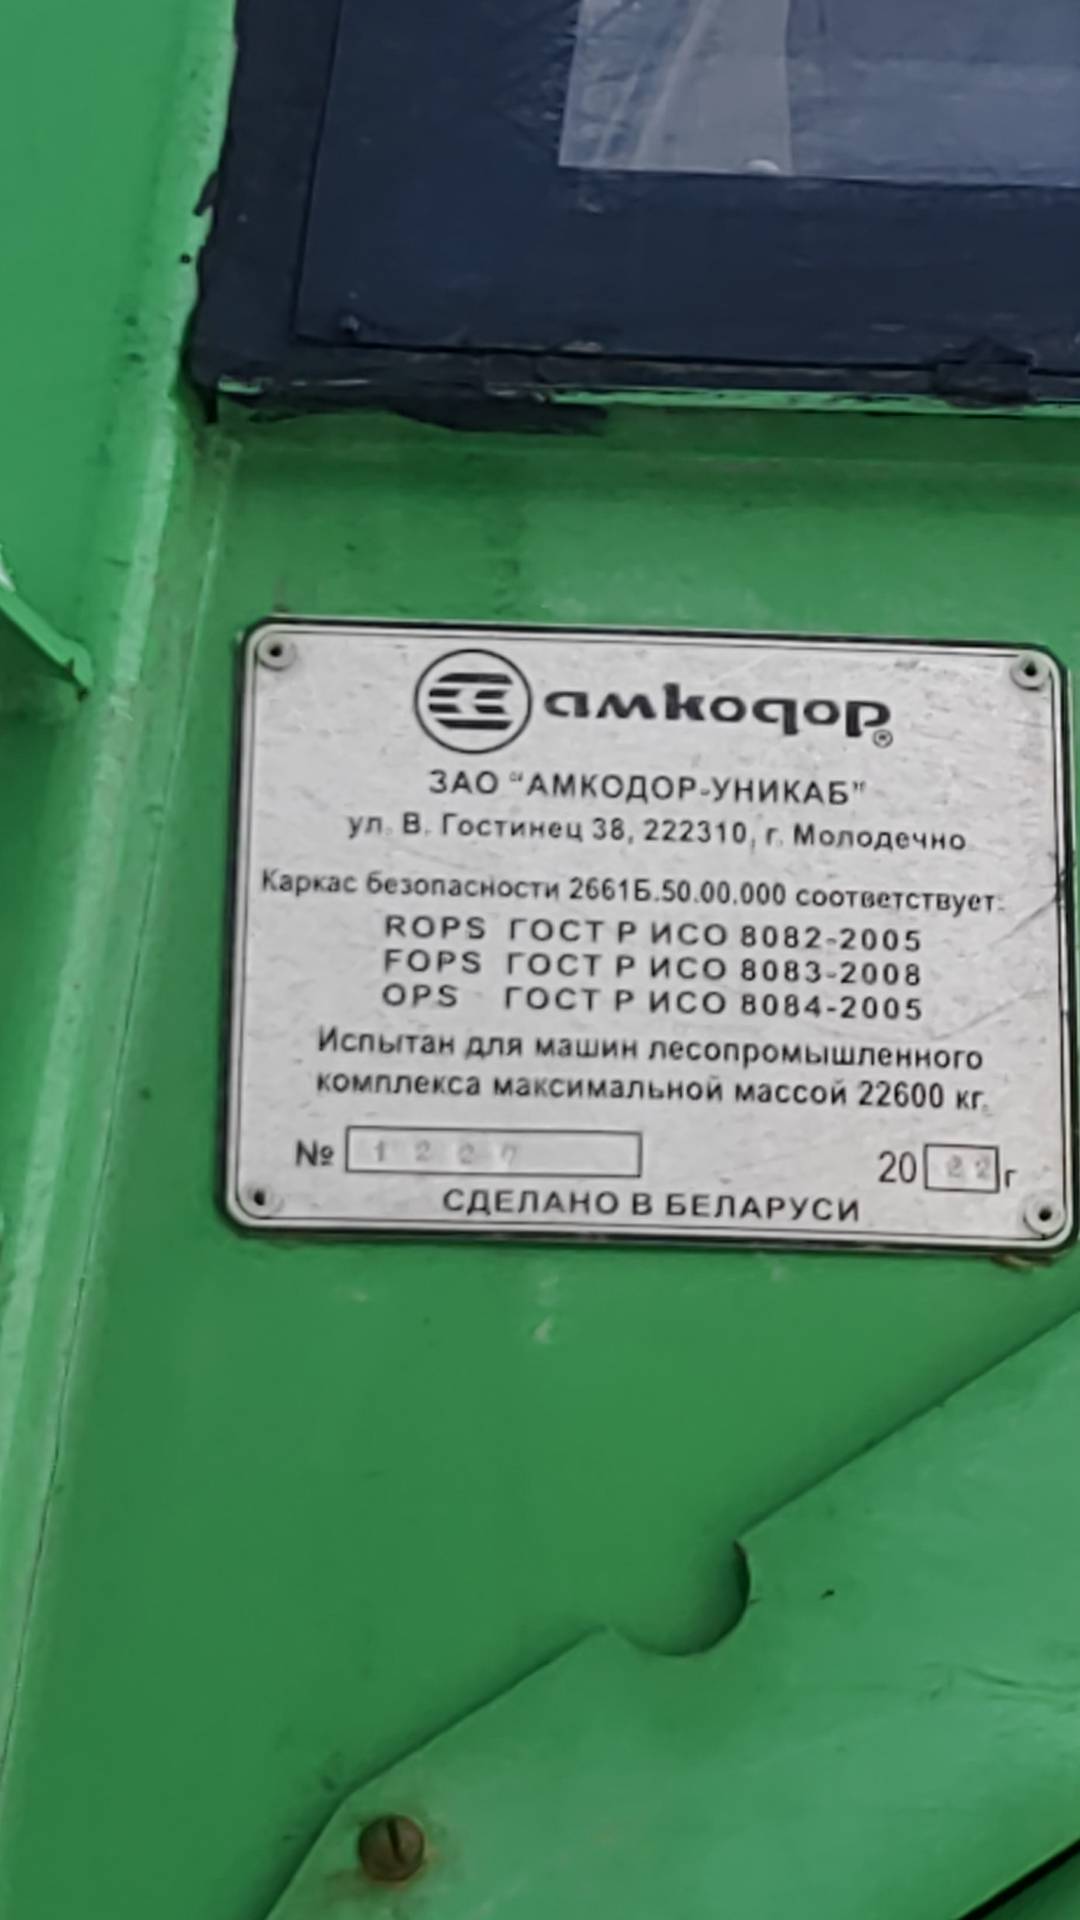 амкодор®
ЗАО "АМКОДОР-УНИКАБ"
ул. В. Гостинец 38, 222310, г. Молодечно
Каркас безопасности 2661Б.50.00.000 соответствует:
ROPS ГОСТ Р ИСО 8082-2005
FOPS ГОСТ Р ИСО 8083-2008
OPS ГОСТ Р ИСО 8084-2005
Испытан для машин лесопромышленного
комплекса максимальной массой 22600 кг.
№ 1227 2022г
СДЕЛАНО В БЕЛАРУСИ